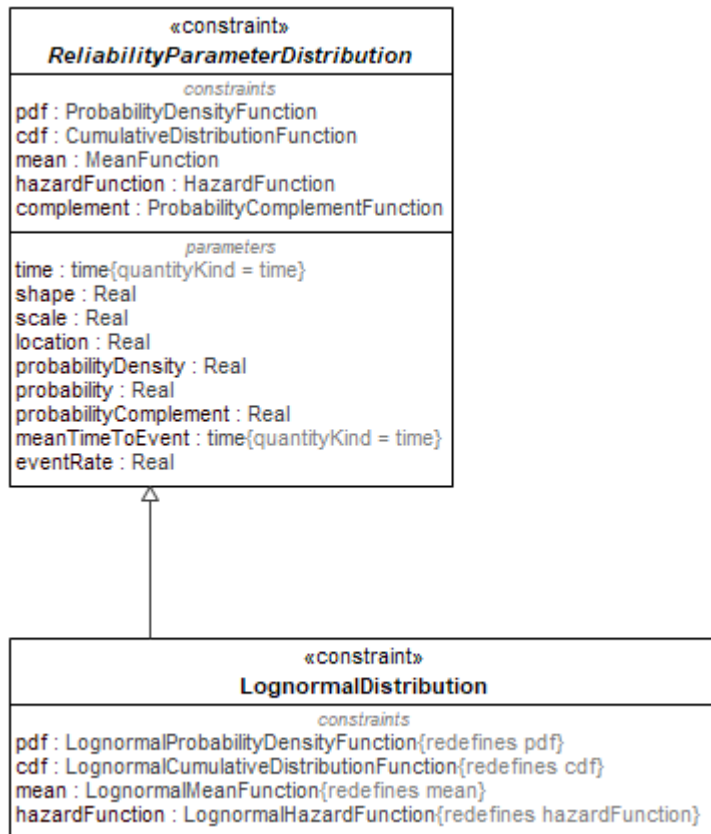 «constraint»
ReliabilityParameterDistribution
constraints
pdf : ProbabilityDensityFunction
cdf : CumulativeDistributionFunction
mean : MeanFunction
hazardFunction : HazardFunction
complement : ProbabilityComplementFunction
parameters
time : time{quantityKind = time}
shape : Real
scale : Real
location : Real
probabilityDensity : Real
probability : Real
probabilityComplement : Real
meanTimeToEvent : time{quantityKind = time}
eventRate : Real
«constraint»
LognormalDistribution
constraints
pdf : LognormalProbabilityDensityFunction{redefines pdf}
cdf : LognormalCumulativeDistributionFunction{redefines cdf}
mean : LognormalMeanFunction{redefines mean}
hazardFunction : LognormalHazardFunction{redefines hazardFunction}